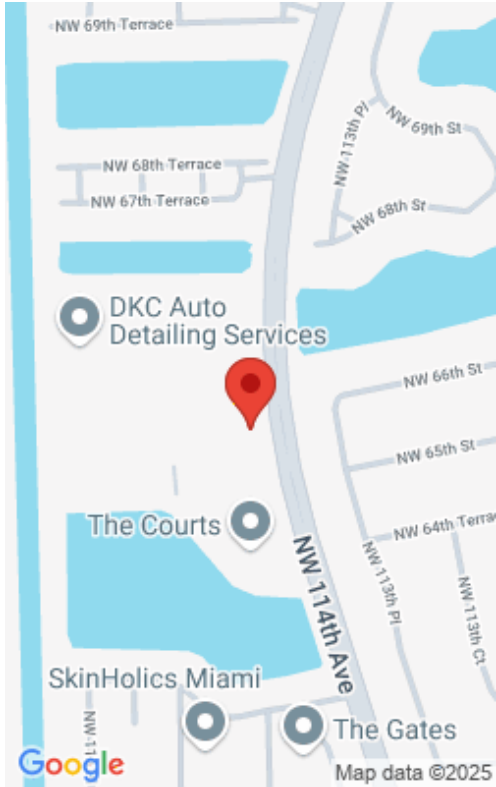 NW 69th Terrace
NW 69th St
NW 113th Pl
NW 68th Terrace
NW 67th Terrace
NW 68th St
DKC Auto
Detailing Services
NW 66th St
NW 65th St
The Courts
NW 64th Terra
NW 114th Ave
NW 113th Pl
NW 113th Ct
SkinHolics Miami
NW 11
The Gates
Google
Map data ©2025